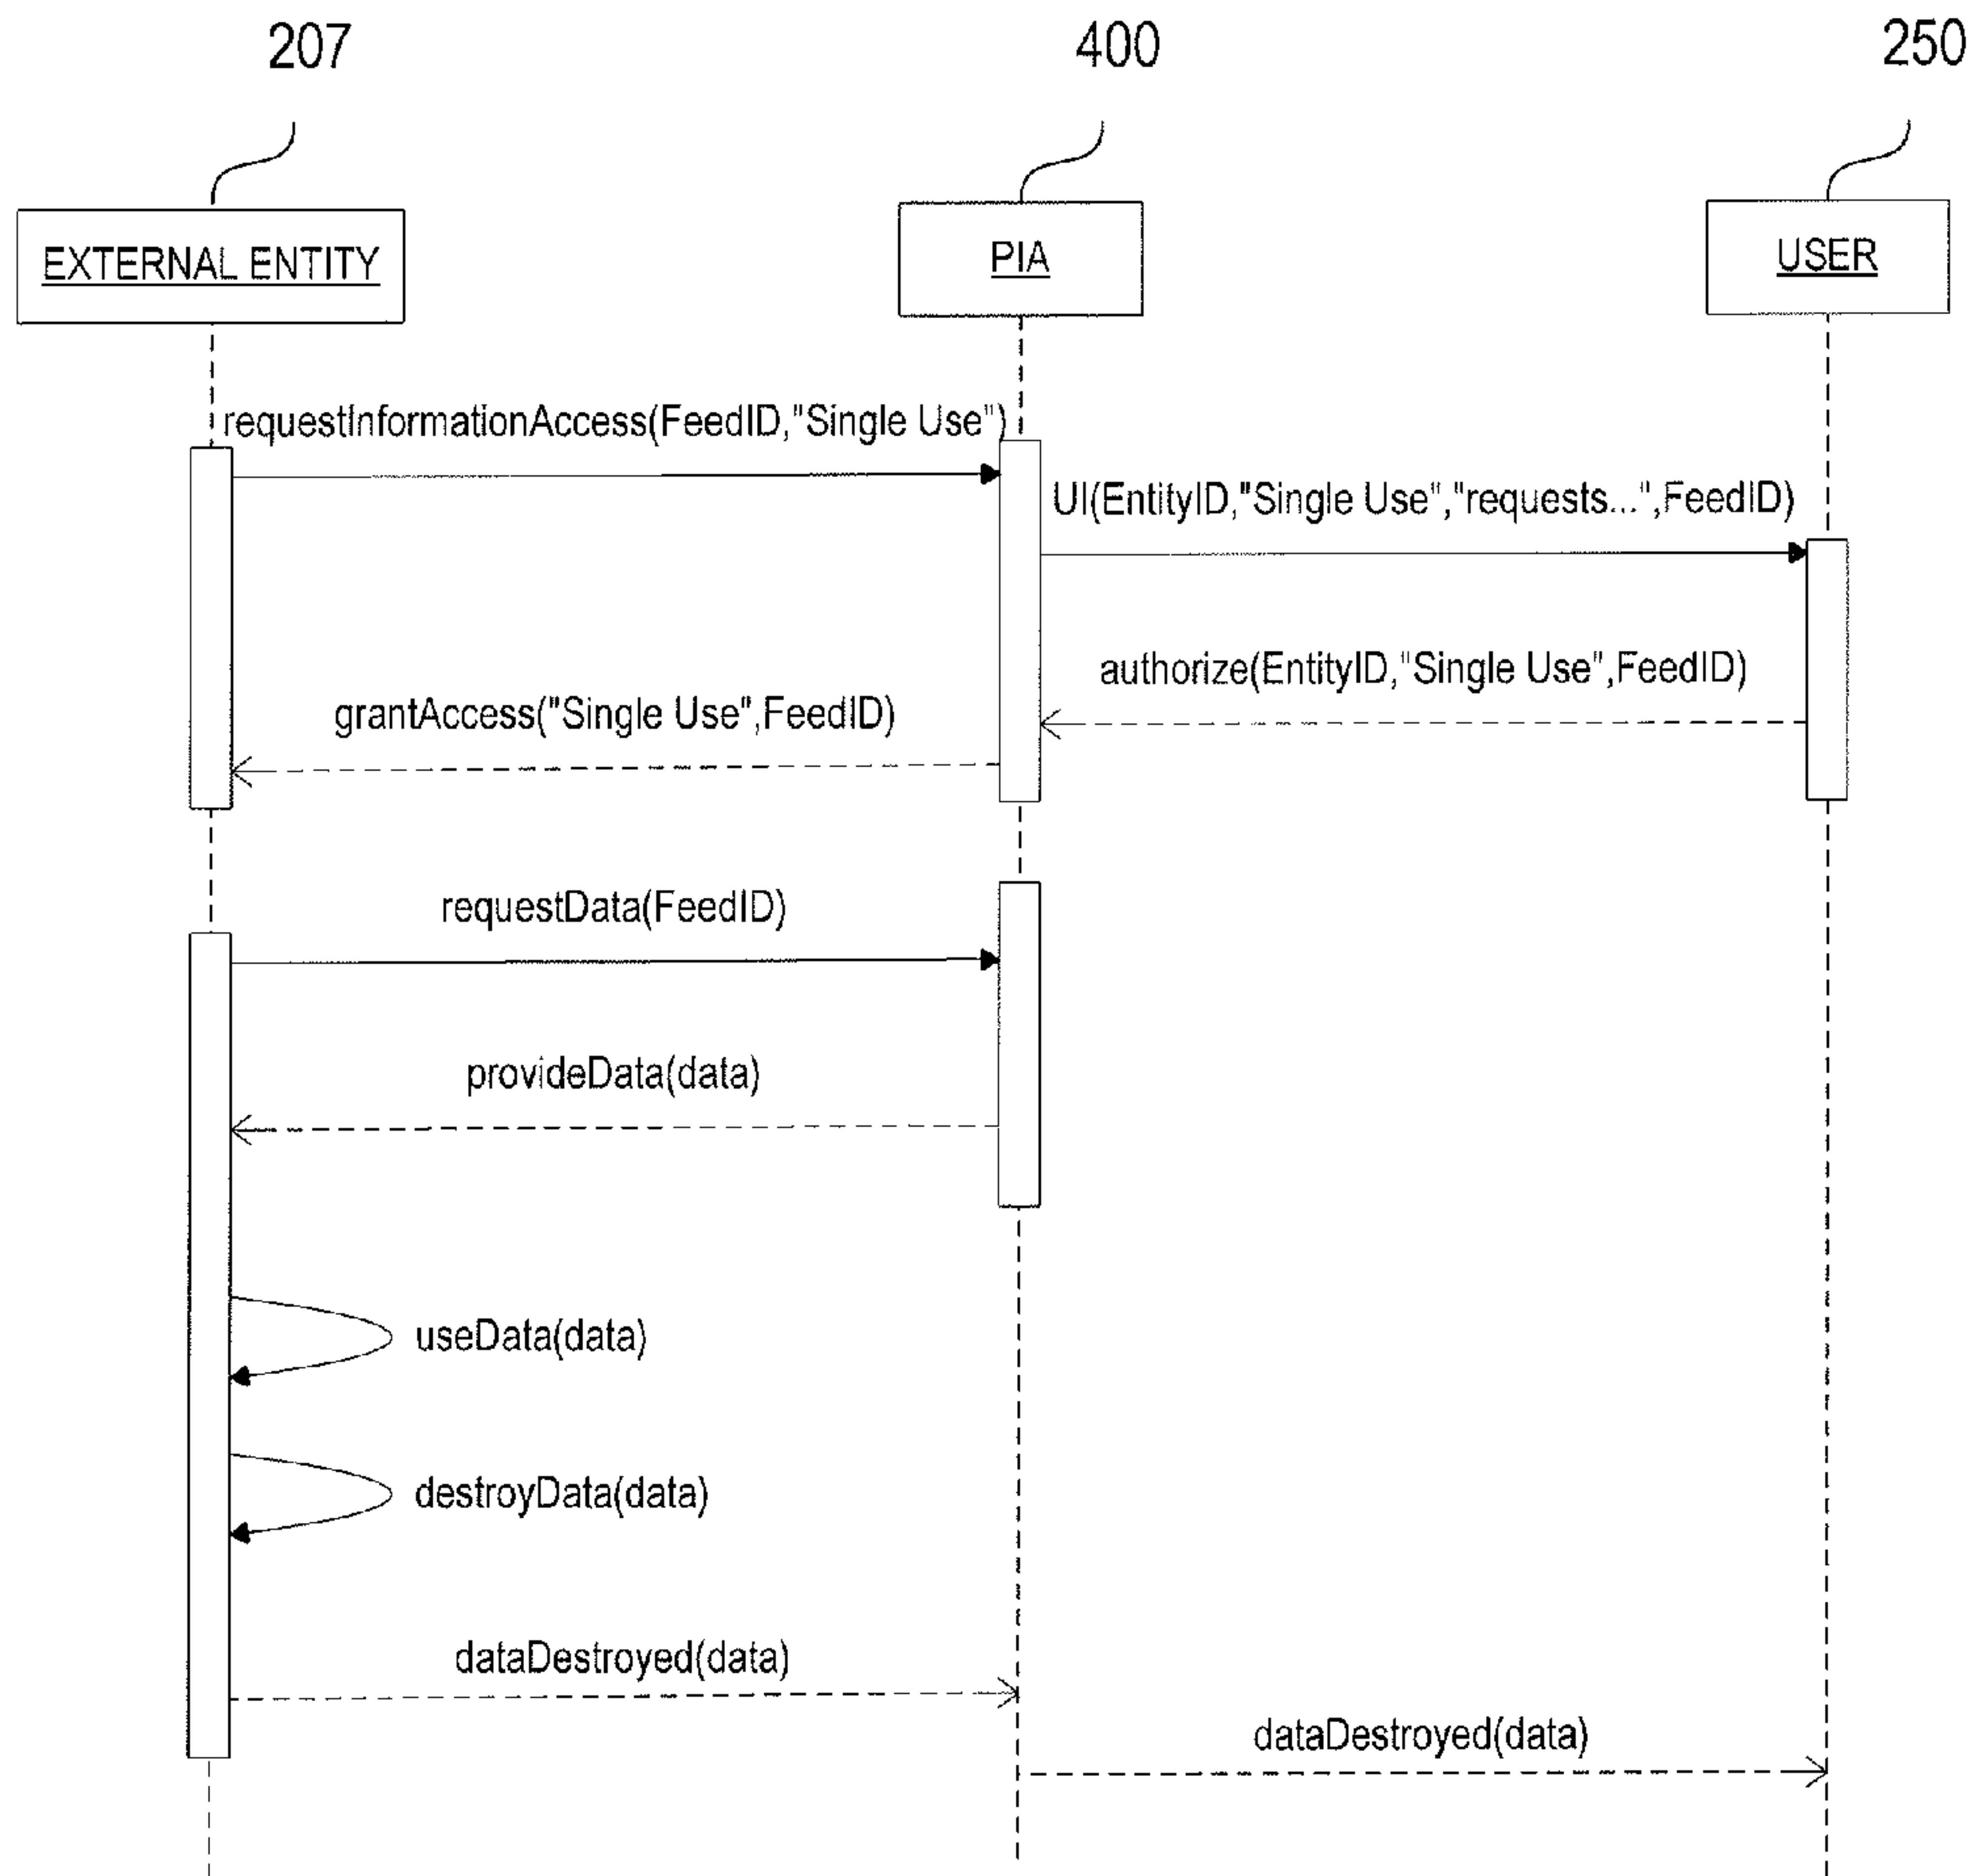 207
400
250
EXTERNAL ENTITY
PIA
USER
requestInformationAccess(FeedID,"Single Use")
UI(EntityID,"Single Use","requests...",FeedID)
authorize(EntityID,"Single Use",FeedID)
grantAccess("Single Use",FeedID)
requestData(FeedID)
provideData(data)
useData(data)
destroyData(data)
dataDestroyed(data)
dataDestroyed(data)